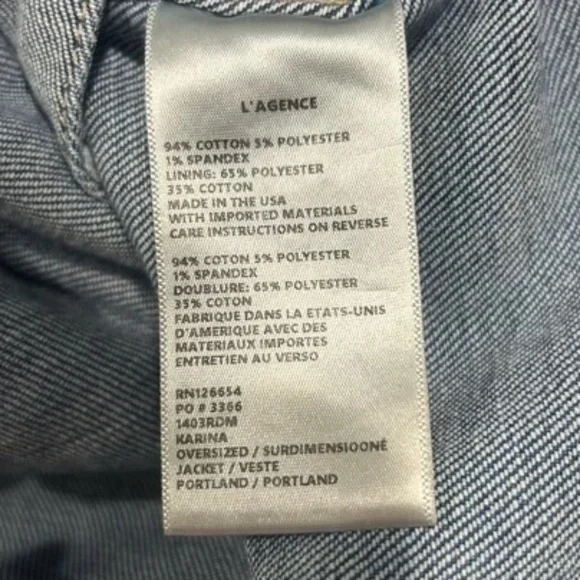 L'AGENCE
94% COTTON 5% POLYESTER
1% SPANDEX
LINING: 65% POLYESTER
35% COTTON
MADE IN THE USA
WITH IMPORTED MATERIALS
CARE INSTRUCTIONS ON REVERSE
94% COTON 5% POLYESTER
1% SPANDEX
DOUBLURE: 65% POLYESTER
35% COTON
FABRIQUE DANS LA ETATS-UNIS
D'AMERIQUE AVEC DES
MATERIAUX IMPORTES
ENTRETIEN AU VERSO
RN126654
PO # 3366
1403RDM
KARINA
OVERSIZED / SURDIMENSIOONÉ
JACKET / VESTE
PORTLAND / PORTLAND